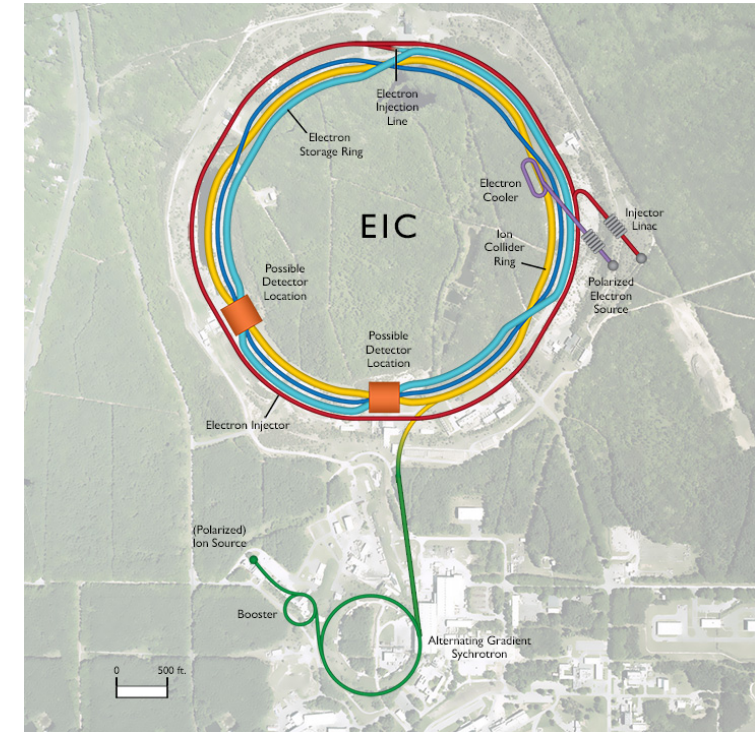 Electron
Injection
Line
Electron
Storage Ring
Electron
Cooler
EIC
Injector
Linac
Ion
Collider
Ring
Possible
Detector
Location
Polarized
Electron
Source
Possible
Detector
Location
Electron Injector
(Polarized)
Ion Source
Booster
Alternating Gradient
Sychrotron
0 500 ft.